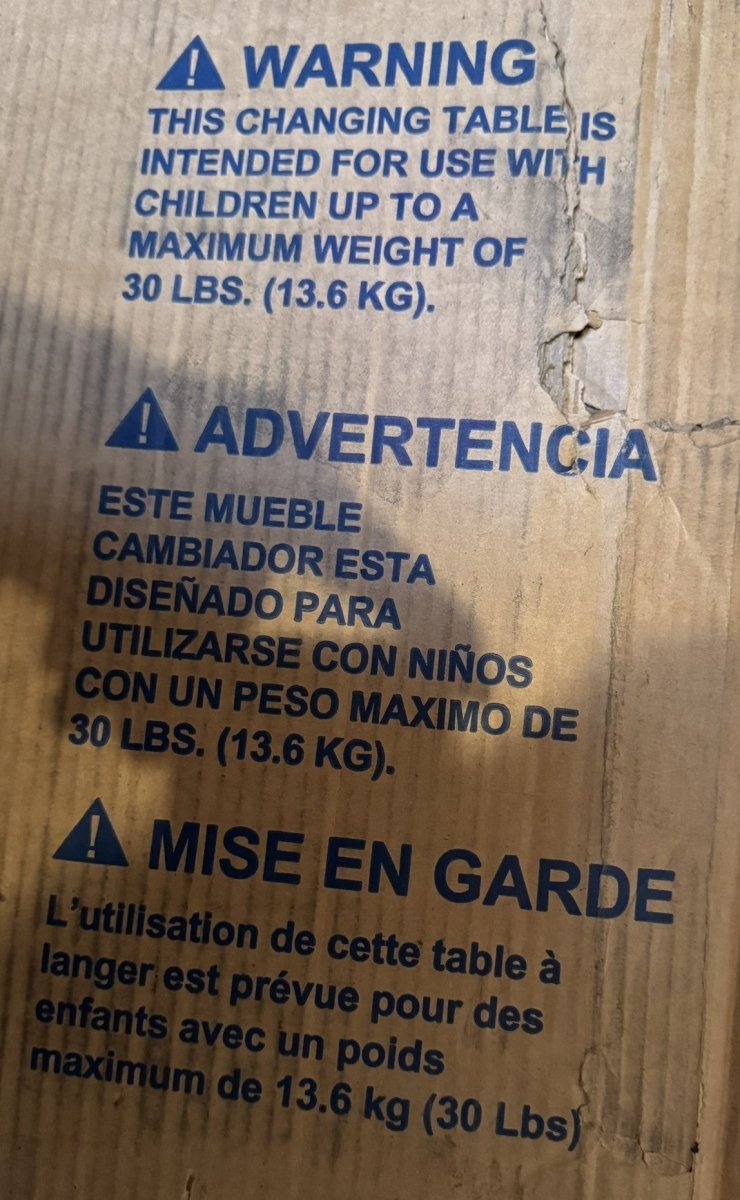 WARNING
THIS CHANGING TABLE IS
INTENDED FOR USE WITH
CHILDREN UP TO A
MAXIMUM WEIGHT OF
30 LBS. (13.6 KG).
ADVERTENCIA
ESTE MUEBLE
CAMBIADOR ESTA
DISEÑADO PARA
UTILIZARSE CON NIÑOS
CON UN PESO MAXIMO DE
30 LBS. (13.6 KG).
MISE EN GARDE
L'utilisation de cette table à
langer est prévue pour des
enfants avec un poids
maximum de 13.6 kg (30 Lbs)